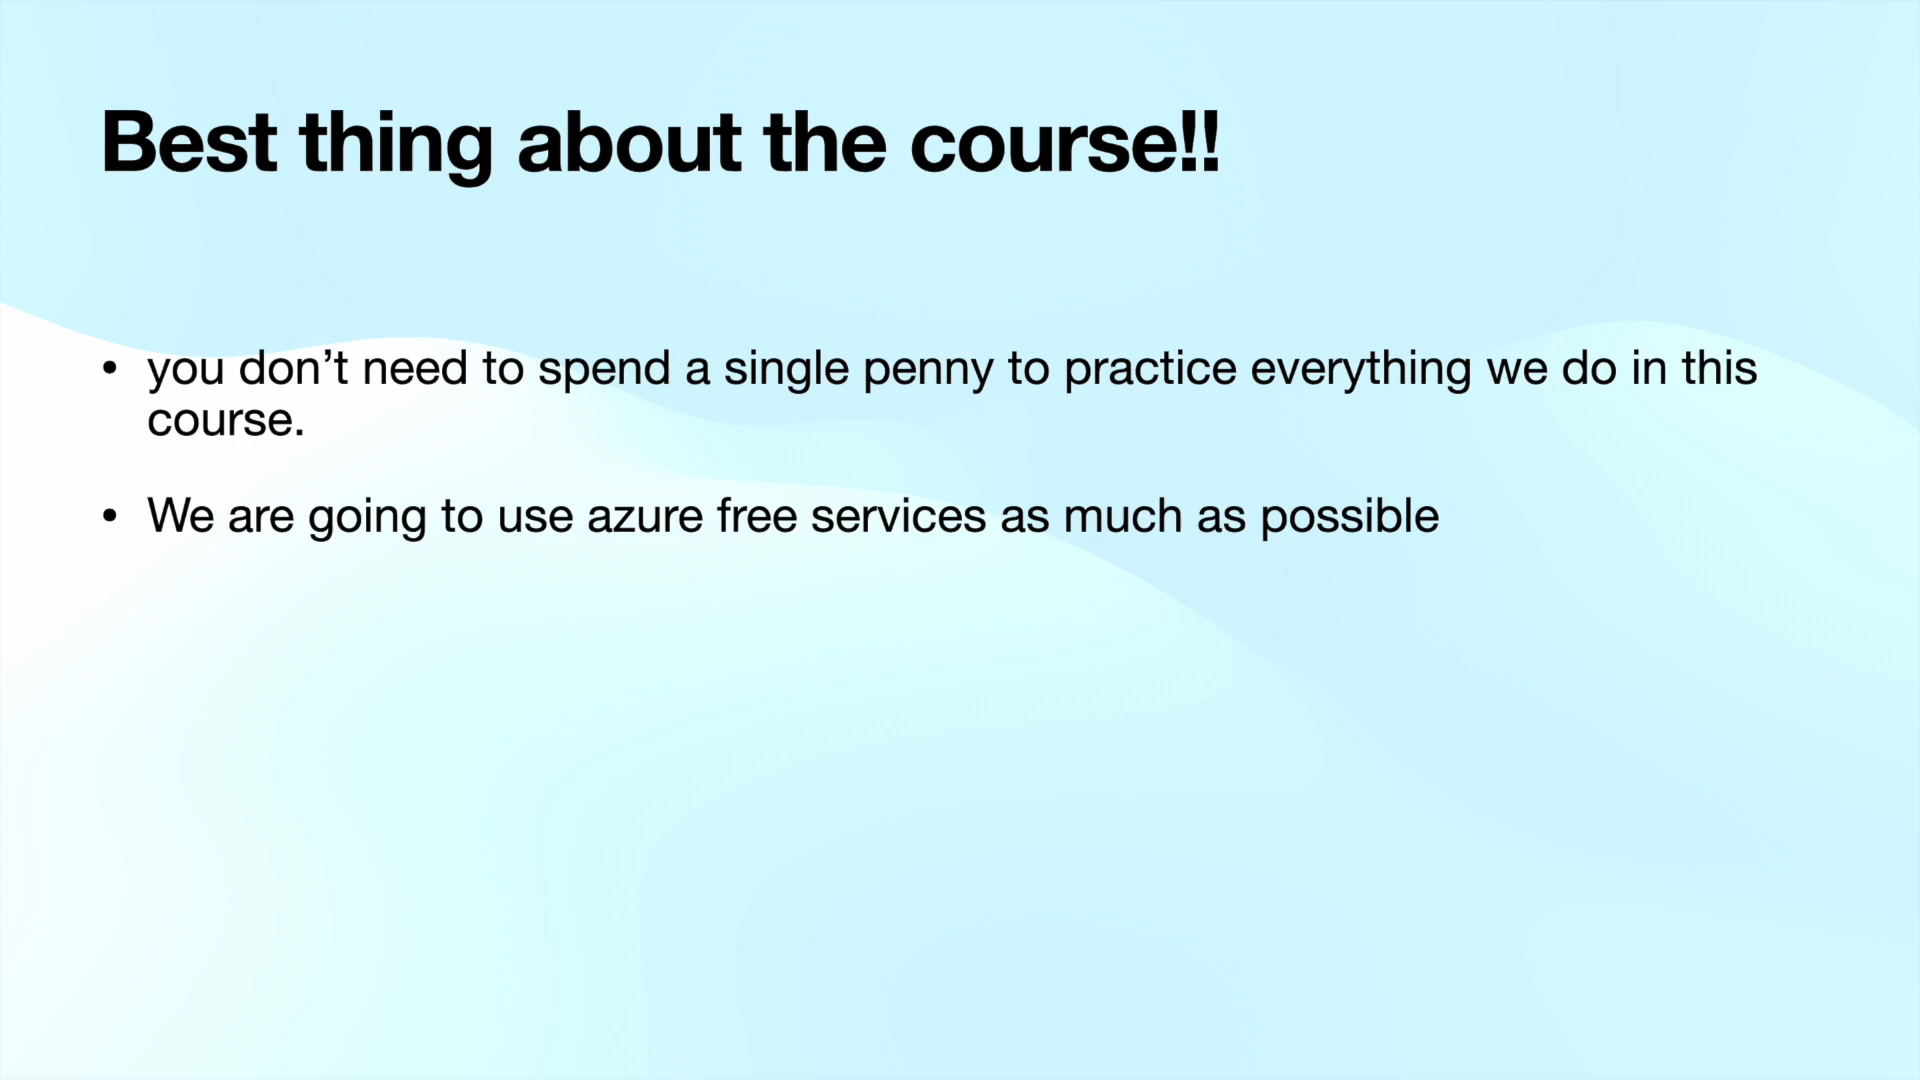 Best thing about the course!!
• you don’t need to spend a single penny to practice everything we do in this
course.
• We are going to use azure free services as much as possible